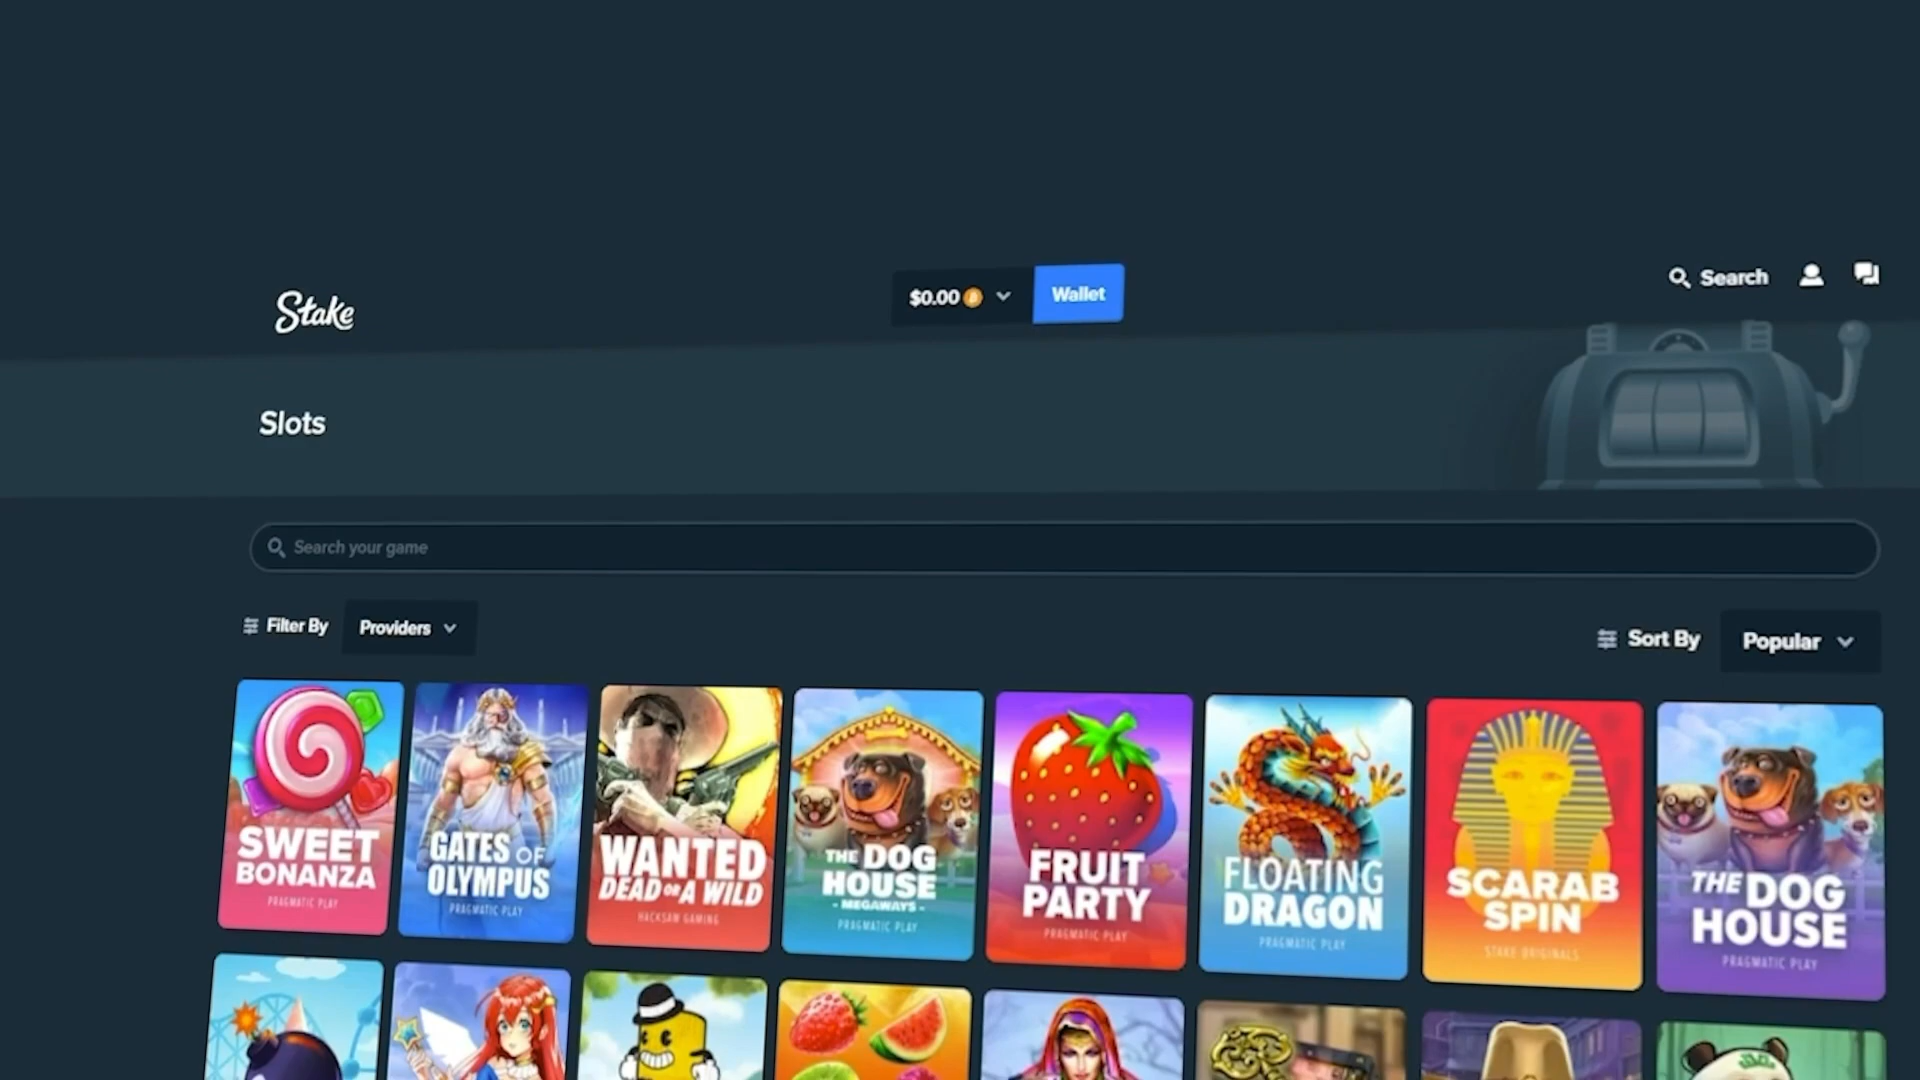 Stake
$0.00
Wallet
Search
Slots
Search your game
Filter By
Providers
Sort By
Popular
SWEET
BONANZA
PRAGMATIC PLAY
GATES OF
OLYMPUS
PRAGMATIC PLAY
WANTED
DEAD OR A WILD
HACKSAW GAMING
THE DOG
HOUSE
- MEGAWAYS -
PRAGMATIC PLAY
FRUIT
PARTY
PRAGMATIC PLAY
FLOATING
DRAGON
PRAGMATIC PLAY
SCARAB
SPIN
STAKE ORIGINALS
THE DOG
HOUSE
PRAGMATIC PLAY